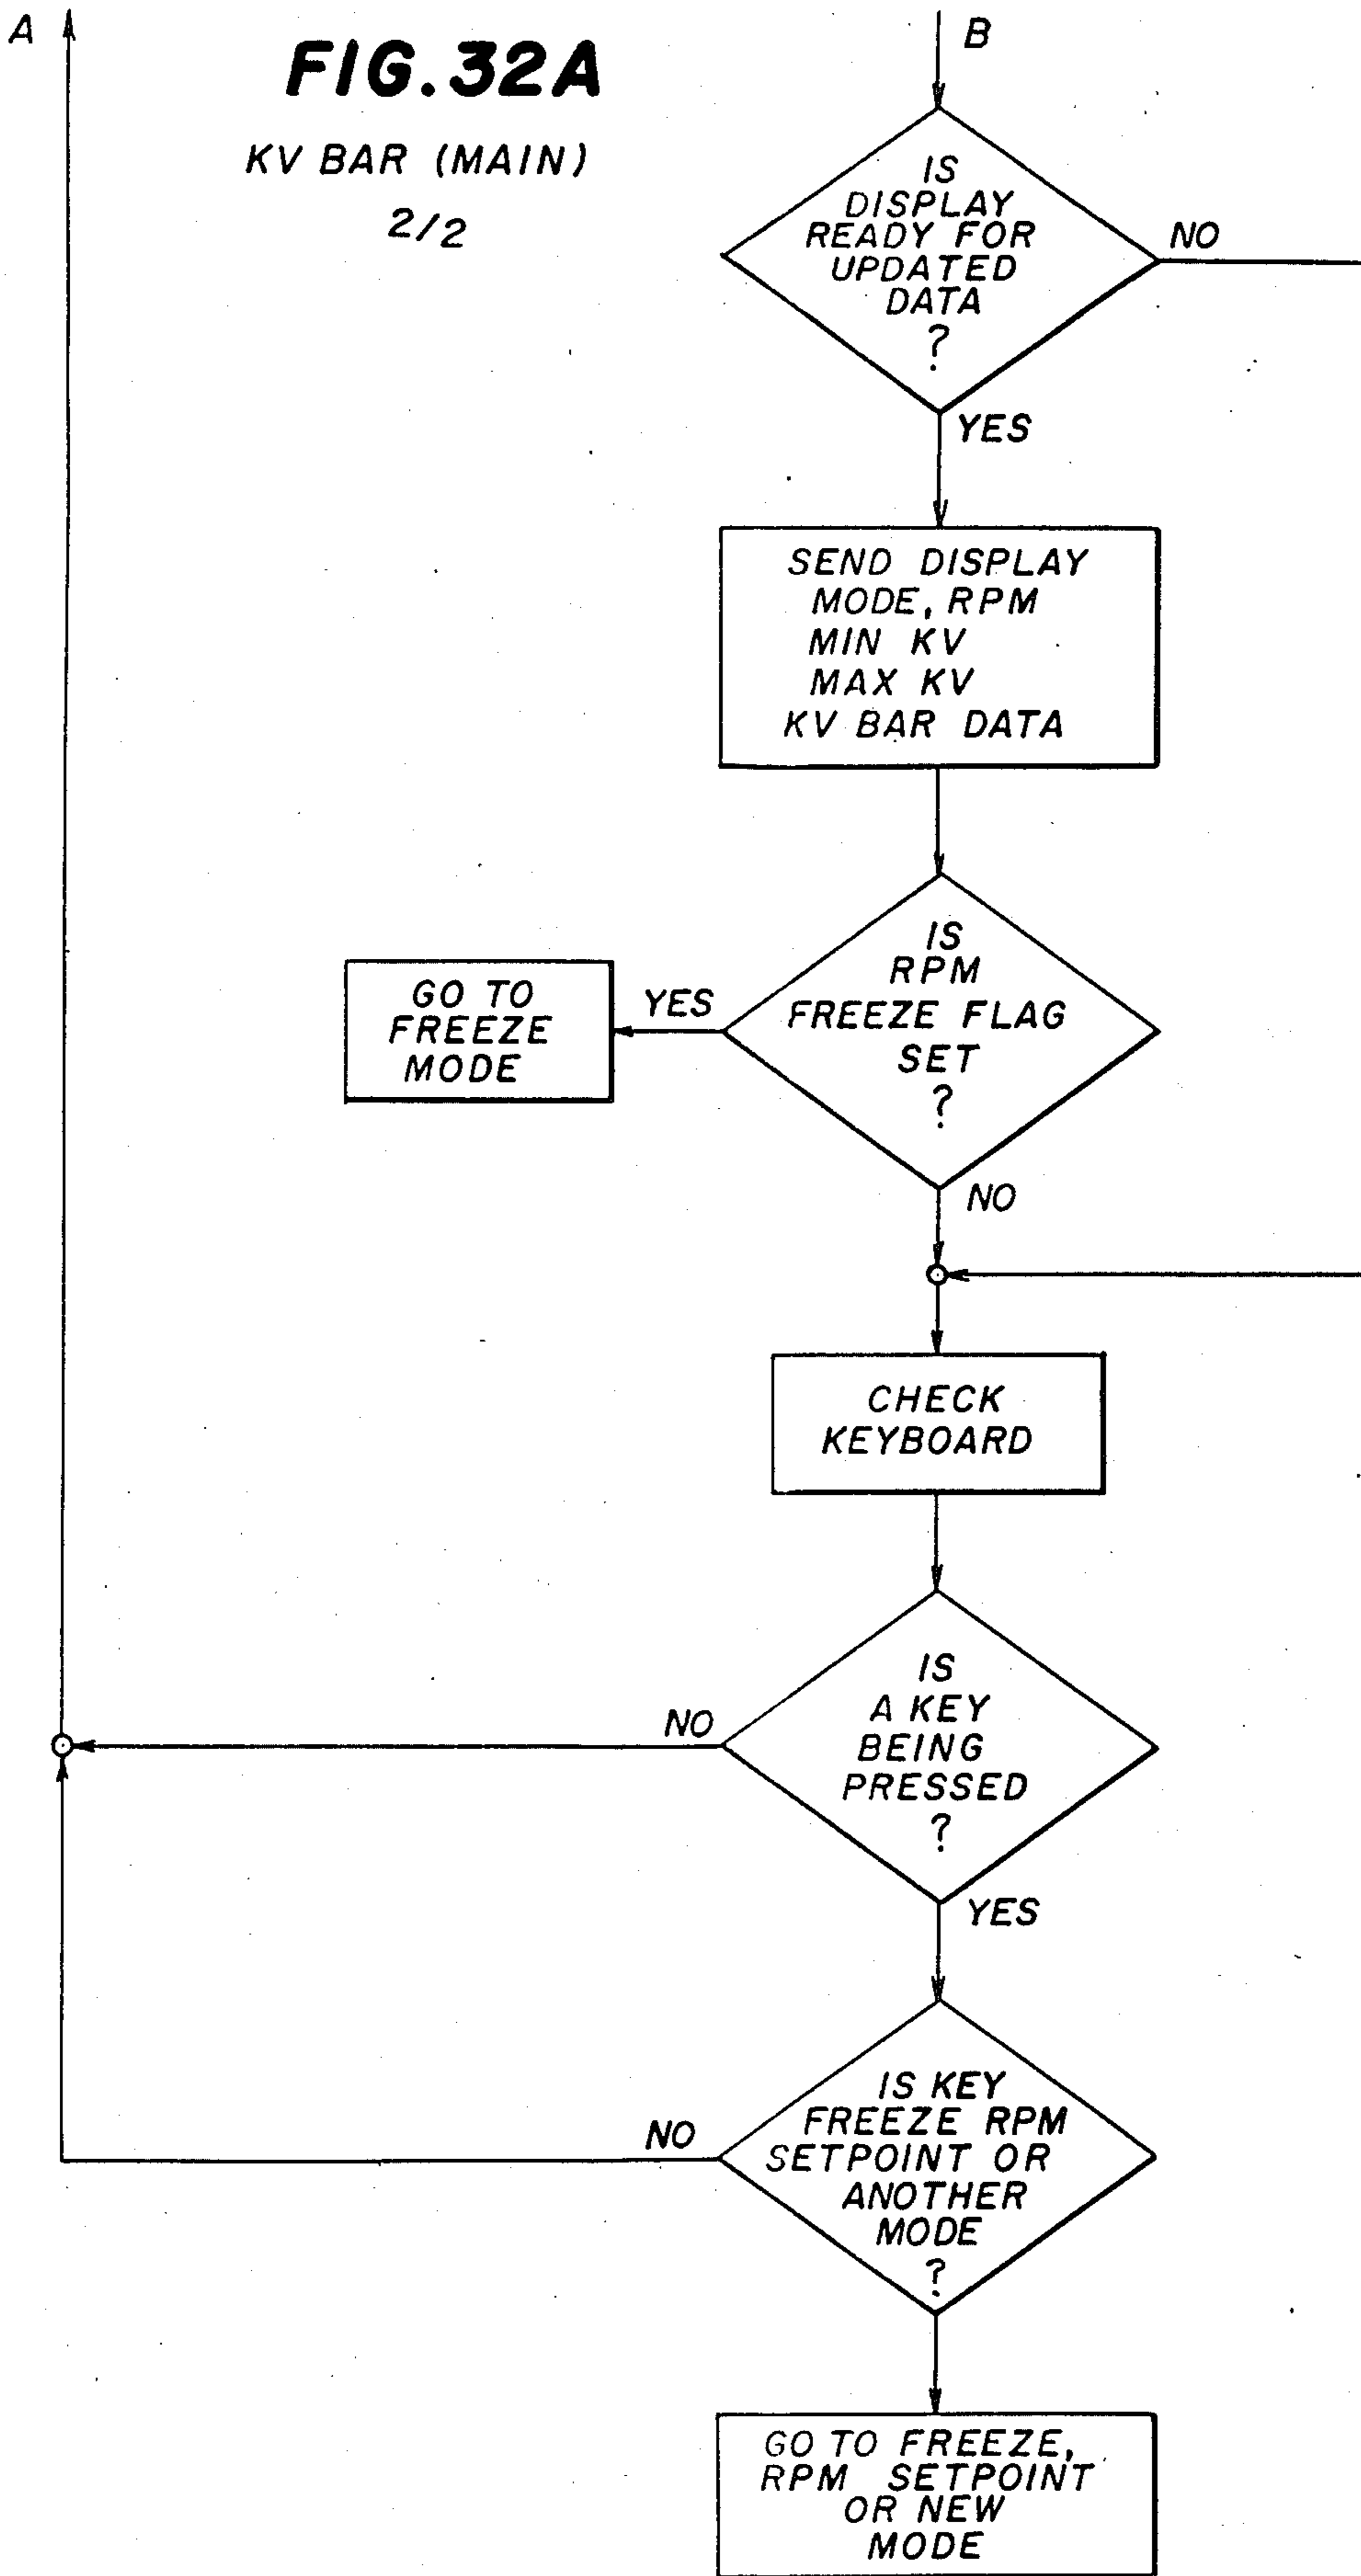 A
B
FIG. 32A
KV BAR (MAIN)
2/2
IS
DISPLAY
READY FOR
UPDATED
DATA
?
NO
YES
SEND DISPLAY
MODE, RPM
MIN KV
MAX KV
KV BAR DATA
IS
RPM
FREEZE FLAG
SET
?
YES
GO TO
FREEZE
MODE
NO
CHECK
KEYBOARD
IS
A KEY
BEING
PRESSED
?
NO
YES
IS KEY
FREEZE RPM
SETPOINT OR
ANOTHER
MODE
?
NO
GO TO FREEZE,
RPM SETPOINT
OR NEW
MODE